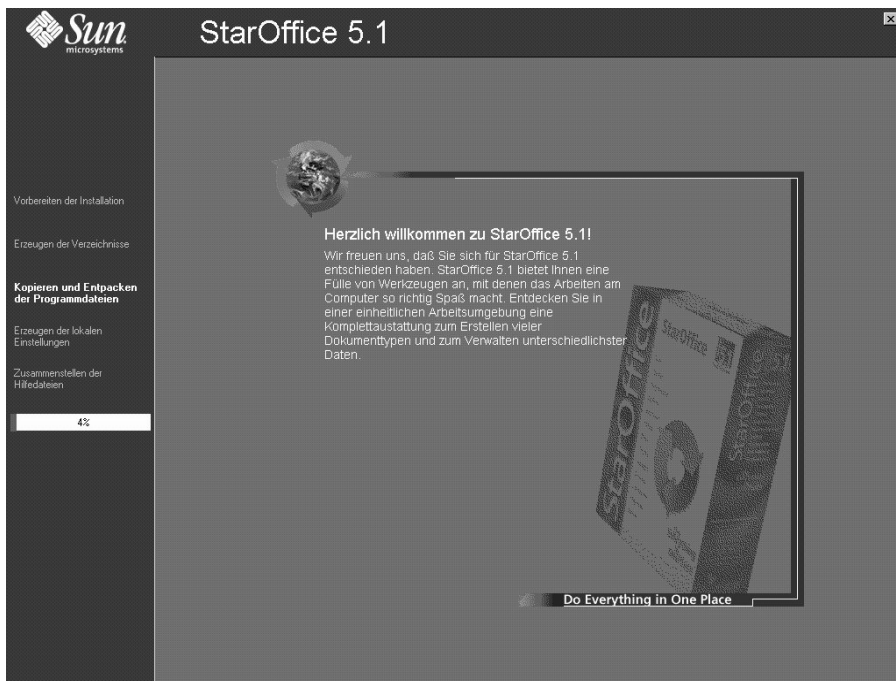 Sun
microsystems
StarOffice 5.1
Vorbereiten der Installation
Erzeugen der Verzeichnisse
Kopieren und Entpacken
der Programmdateien
Erzeugen der lokalen
Einstellungen
Zusammenstellen der
Hilfedateien
4%
Herzlich willkommen zu StarOffice 5.1!
Wir freuen uns, daß Sie sich für StarOffice 5.1
entschieden haben. StarOffice 5.1 bietet Ihnen eine
Fülle von Werkzeugen an, mit denen das Arbeiten am
Computer so richtig Spaß macht. Entdecken Sie in
einer einheitlichen Arbeitsumgebung eine
Komplettaustattung zum Erstellen vieler
Dokumenttypen und zum Verwalten unterschiedlichster
Daten.
StarOffice
StarOffice
StarOffice
Do Everything in One Place